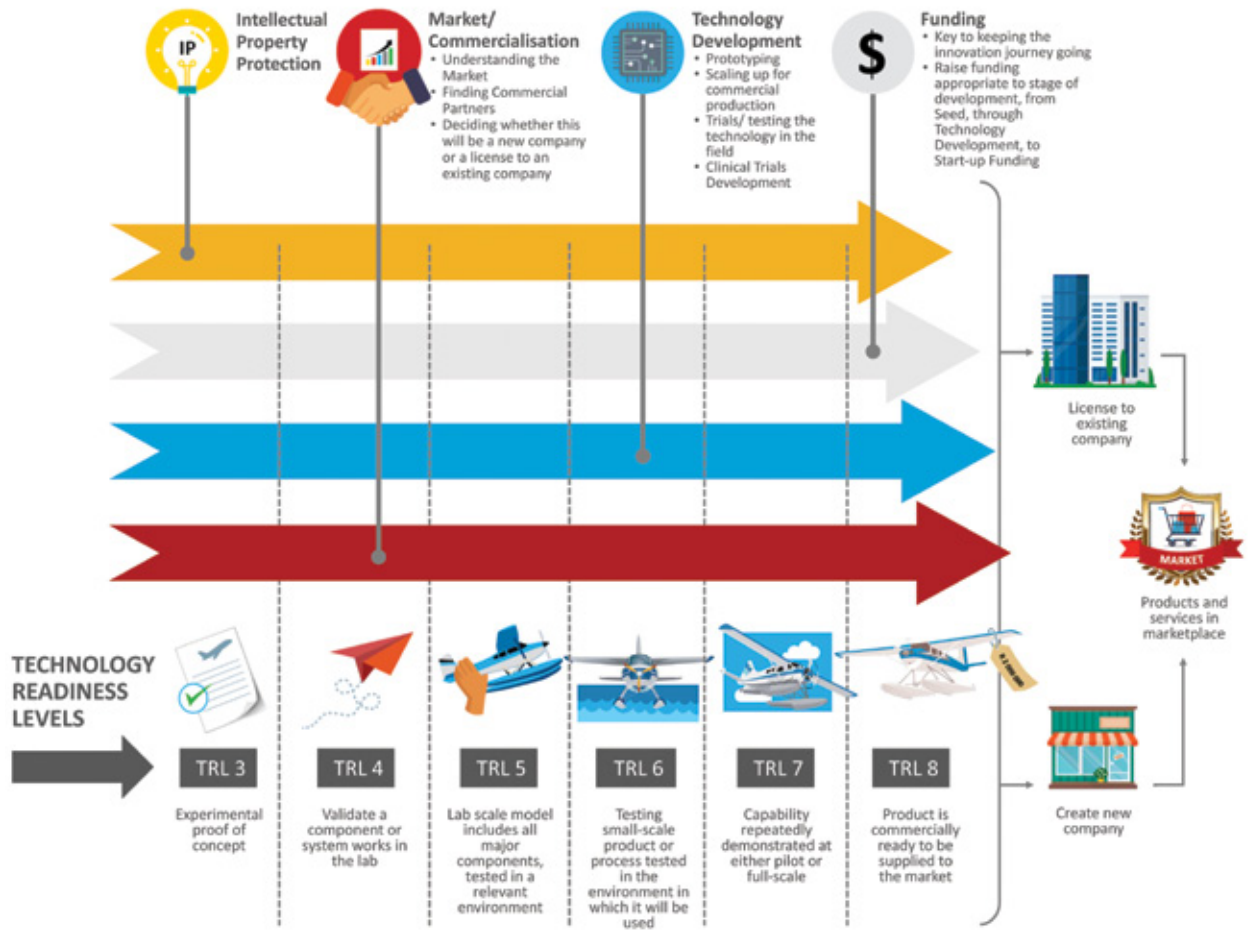 IP
Intellectual
Property
Protection
Market/
Commercialisation
• Understanding the
Market
• Finding Commercial
Partners
• Deciding whether this
will be a new company
or a license to an
existing company
Technology
Development
• Prototyping
• Scaling up for
commercial
production
• Trials/ testing the
technology in the
field
• Clinical Trials
Development
$
Funding
• Key to keeping the
innovation journey
going
• Raise funding
appropriate to stage of
development, from
Seed, through
Technology
Development, to
Start-up Funding
License to
existing
company
MARKET
Products and
services in
marketplace
Create new
company
TECHNOLOGY
READINESS
LEVELS
TRL 3
Experimental
proof of
concept
TRL 4
Validate a
component or
system works in
the lab
TRL 5
Lab scale model
includes all
major
components,
tested in a
relevant
environment
TRL 6
Testing
small-scale
product or
process tested
in the
environment in
which it will be
used
TRL 7
Capability
repeatedly
demonstrated at
either pilot or
full-scale
TRL 8
Product is
commercially
ready to be
supplied to
the market